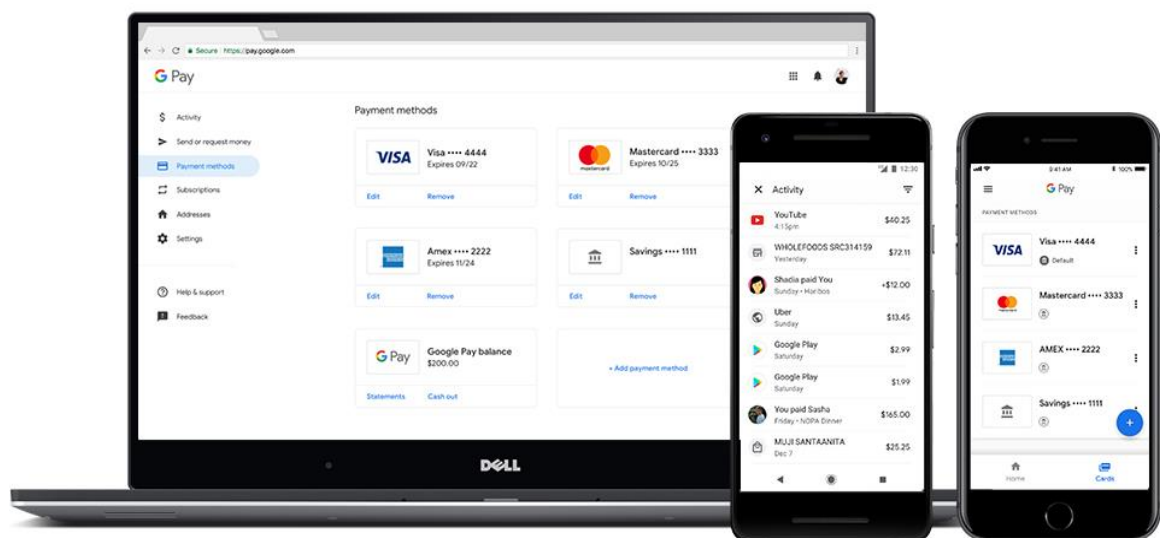 Secure https://pay.google.com
G Pay
Activity
Send or request money
Payment methods
Subscriptions
Addresses
Settings
Help & support
Feedback
Payment methods
VISA
Visa •••• 4444
Expires 09/22
Edit Remove
mastercard
Mastercard •••• 3333
Expires 10/25
Edit Remove
Amex •••• 2222
Expires 11/24
Edit Remove
Savings •••• 1111
Edit Remove
G Pay
Google Pay balance
$200.00
Statements Cash out
+ Add payment method
DELL
12:30
Activity
YouTube $40.25
4:15pm
WHOLEFOODS SRC314159 $72.11
Yesterday
Shadia paid You +$12.00
Sunday • Haribos
Uber $13.45
Sunday
Google Play $2.99
Saturday
Google Play $1.99
Saturday
You paid Sasha $165.00
Friday • NOPA Dinner
MUJI SANTAANITA $25.25
Dec 7
9:41 AM 100%
G Pay
PAYMENT METHODS
VISA
Visa •••• 4444
Default
Mastercard •••• 3333
AMEX •••• 2222
Savings •••• 1111
Home Cards